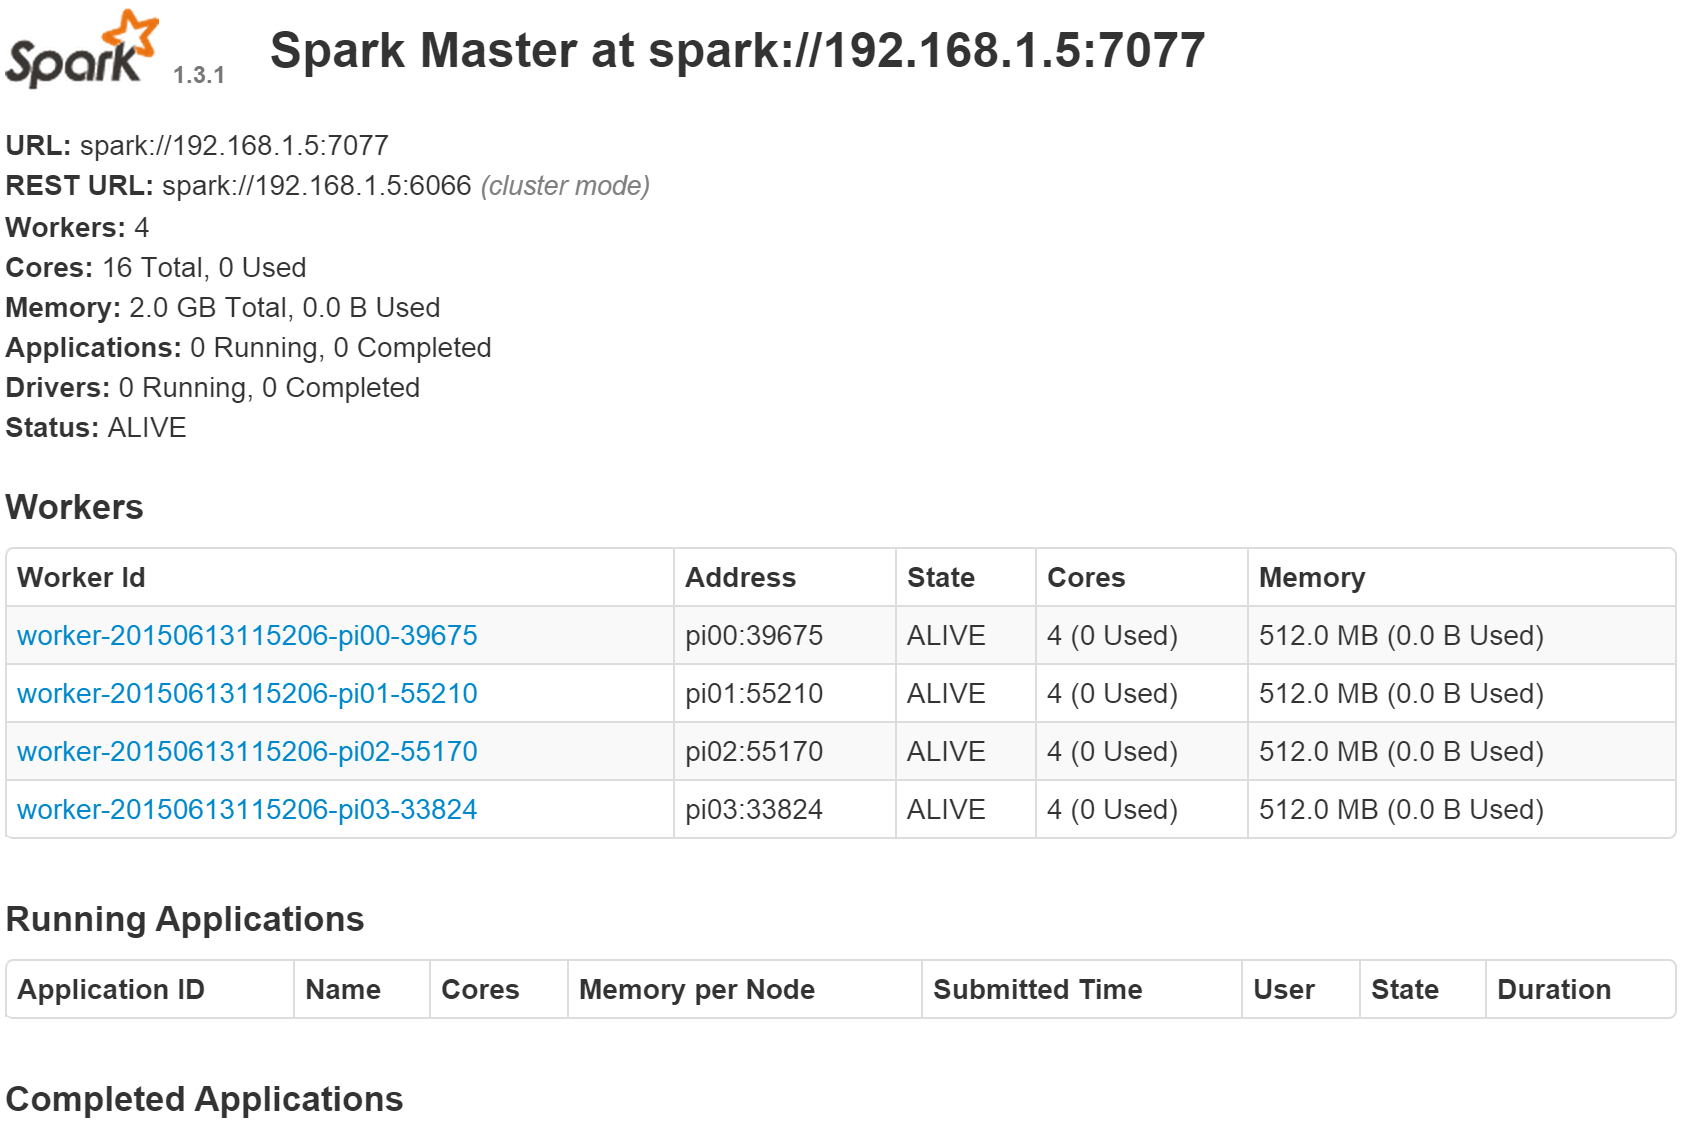 Spark 1.3.1 Spark Master at spark://192.168.1.5:7077
URL: spark://192.168.1.5:7077
REST URL: spark://192.168.1.5:6066 (cluster mode)
Workers: 4
Cores: 16 Total, 0 Used
Memory: 2.0 GB Total, 0.0 B Used
Applications: 0 Running, 0 Completed
Drivers: 0 Running, 0 Completed
Status: ALIVE
Workers
Worker Id Address State Cores Memory
worker-20150613115206-pi00-39675 pi00:39675 ALIVE 4 (0 Used) 512.0 MB (0.0 B Used)
worker-20150613115206-pi01-55210 pi01:55210 ALIVE 4 (0 Used) 512.0 MB (0.0 B Used)
worker-20150613115206-pi02-55170 pi02:55170 ALIVE 4 (0 Used) 512.0 MB (0.0 B Used)
worker-20150613115206-pi03-33824 pi03:33824 ALIVE 4 (0 Used) 512.0 MB (0.0 B Used)
Running Applications
Application ID Name Cores Memory per Node Submitted Time User State Duration
Completed Applications